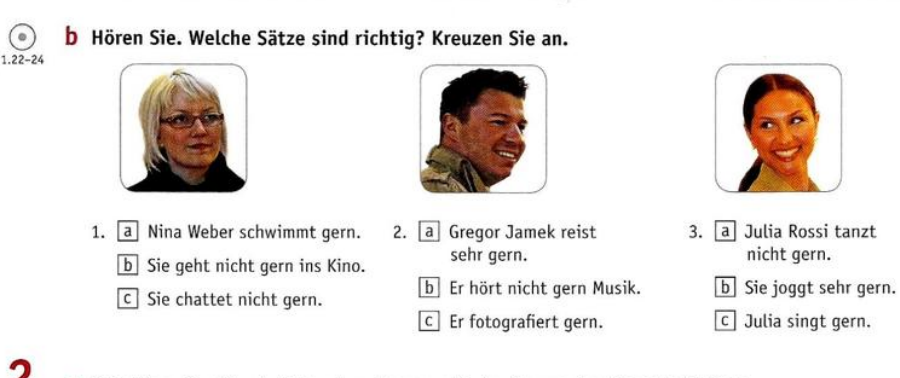 b Hören Sie. Welche Sätze sind richtig? Kreuzen Sie an.
1.22–24
1. a Nina Weber schwimmt gern.
b Sie geht nicht gern ins Kino.
c Sie chattet nicht gern.
2. a Gregor Jamek reist
sehr gern.
b Er hört nicht gern Musik.
c Er fotografiert gern.
3. a Julia Rossi tanzt
nicht gern.
b Sie joggt sehr gern.
c Julia singt gern.
2